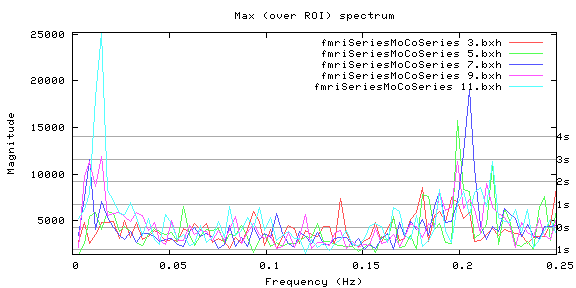 Max (over ROI) spectrum
25000
20000
15000
10000
5000
Magnitude
fmriSeriesMoCoSeries 3.bxh
fmriSeriesMoCoSeries 5.bxh
fmriSeriesMoCoSeries 7.bxh
fmriSeriesMoCoSeries 9.bxh
fmriSeriesMoCoSeries 11.bxh
4s
3s
2s
1s
0s
1s
0
0.05
0.1
0.15
0.2
0.25
Frequency (Hz)